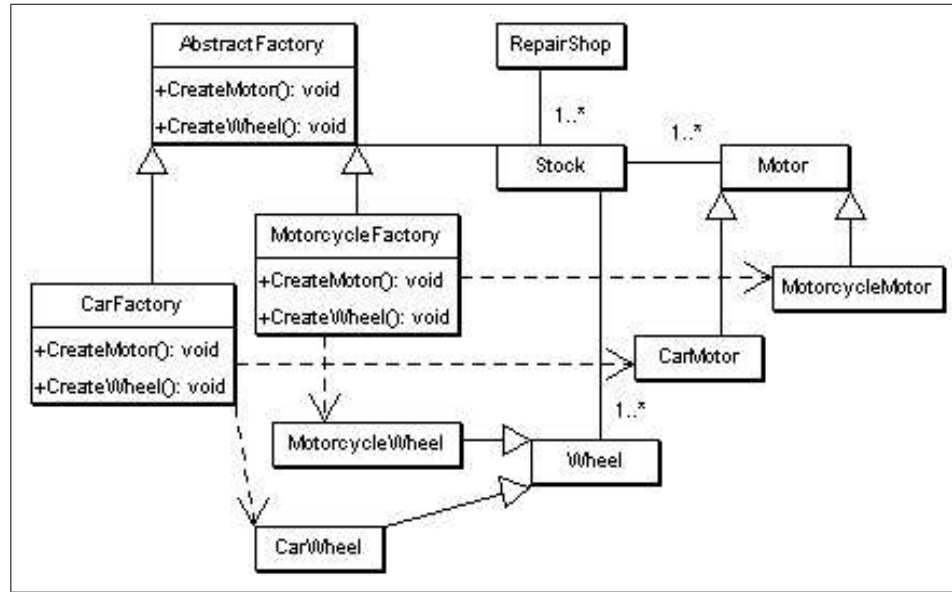 AbstractFactory
+CreateMotor(): void
+CreateWheel(): void
RepairShop
1..*
Stock
1..*
Motor
MotorcycleFactory
+CreateMotor(): void
+CreateWheel(): void
MotorcycleMotor
CarFactory
+CreateMotor(): void
+CreateWheel(): void
CarMotor
1..*
MotorcycleWheel
Wheel
CarWheel